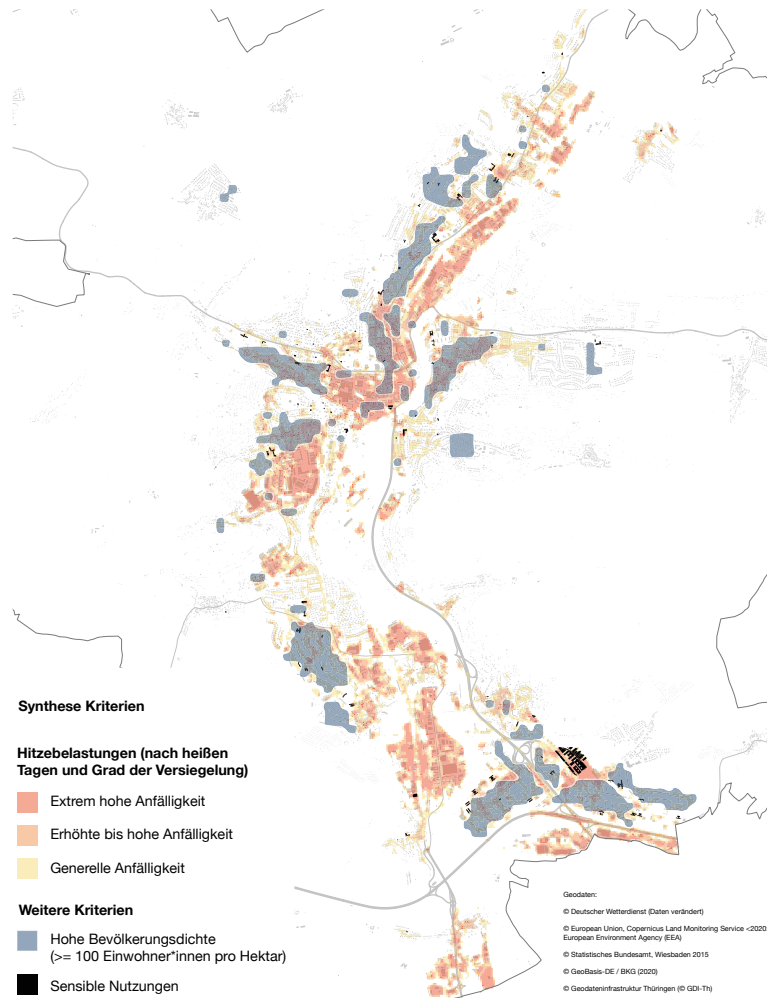 Synthese Kriterien
Hitzebelastungen (nach heißen
Tagen und Grad der Versiegelung)
Extrem hohe Anfälligkeit
Erhöhte bis hohe Anfälligkeit
Generelle Anfälligkeit
Weitere Kriterien
Hohe Bevölkerungsdichte
(>= 100 Einwohner*innen pro Hektar)
Sensible Nutzungen
Geodaten:
© Deutscher Wetterdienst (Daten verändert)
© European Union, Copernicus Land Monitoring Service <2020
European Environment Agency (EEA)
© Statistisches Bundesamt, Wiesbaden 2015
© GeoBasis-DE / BKG (2020)
© Geodateninfrastruktur Thüringen (© GDI-Th)